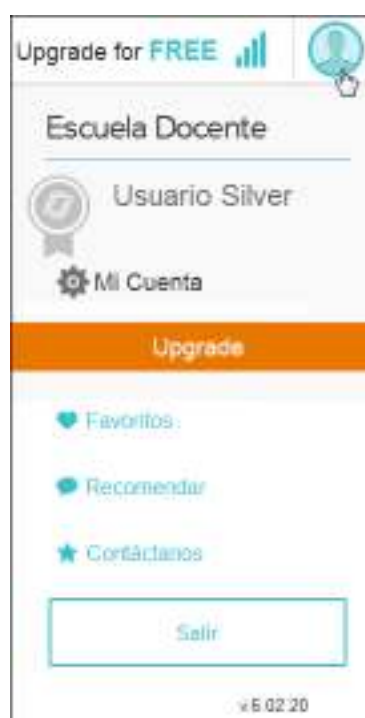 Upgrade for FREE
Escuela Docente
Usuario Silver
Mi Cuenta
Upgrade
Favoritos
Recomendar
Contáctanos
Salir
v.6.02.20